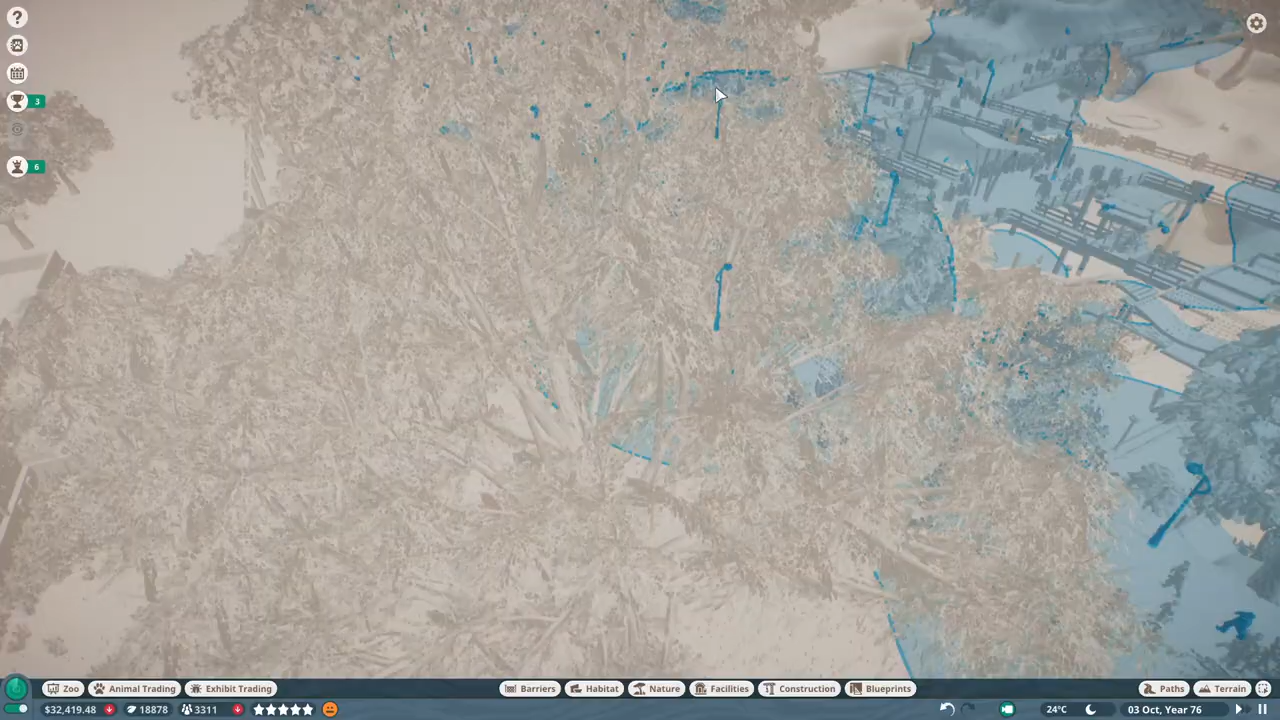 ?
3
6
Zoo
Animal Trading
Exhibit Trading
Barriers
Habitat
Nature
Facilities
Construction
Blueprints
Paths
Terrain
$32,419.48
18878
3311
24°C
03 Oct, Year 76